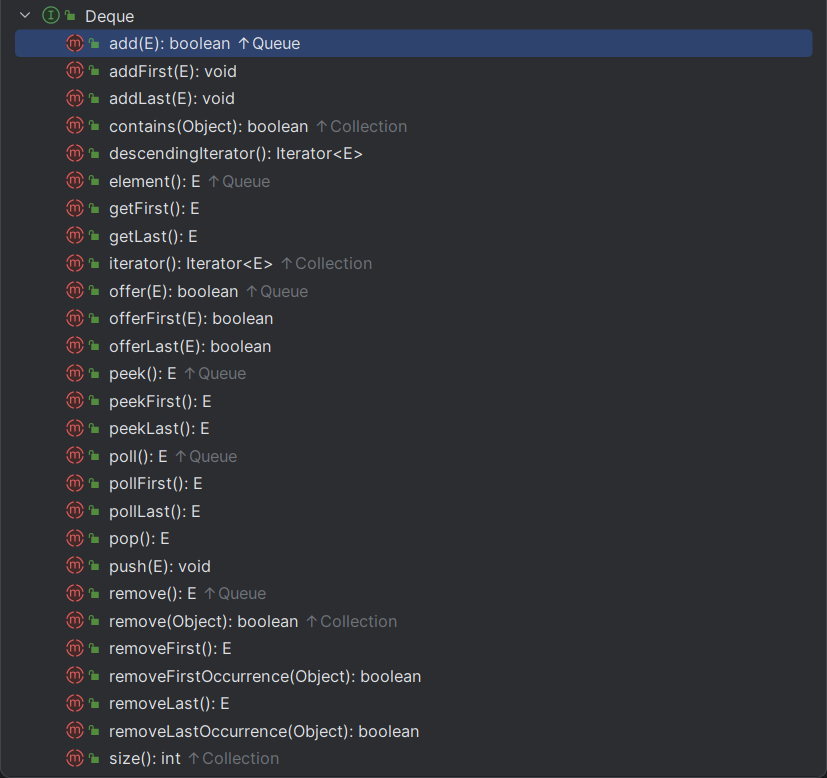 Deque
add(E): boolean ↑Queue
addFirst(E): void
addLast(E): void
contains(Object): boolean ↑Collection
descendingIterator(): Iterator<E>
element(): E ↑Queue
getFirst(): E
getLast(): E
iterator(): Iterator<E> ↑Collection
offer(E): boolean ↑Queue
offerFirst(E): boolean
offerLast(E): boolean
peek(): E ↑Queue
peekFirst(): E
peekLast(): E
poll(): E ↑Queue
pollFirst(): E
pollLast(): E
pop(): E
push(E): void
remove(): E ↑Queue
remove(Object): boolean ↑Collection
removeFirst(): E
removeFirstOccurrence(Object): boolean
removeLast(): E
removeLastOccurrence(Object): boolean
size(): int ↑Collection